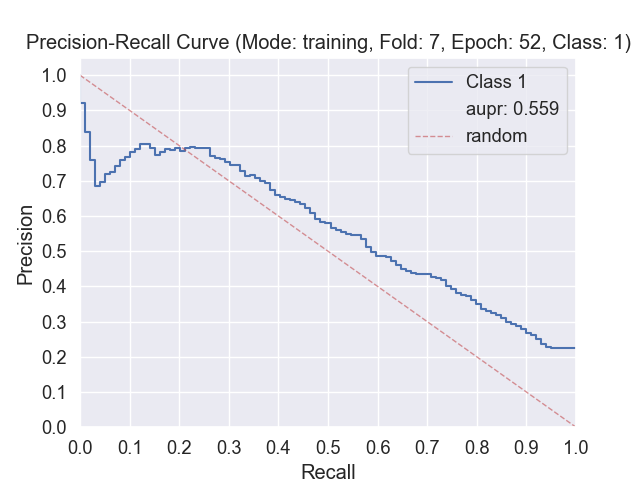 Precision-Recall Curve (Mode: training, Fold: 7, Epoch: 52, Class: 1)
1.0
0.9
0.8
0.7
0.6
0.5
0.4
0.3
0.2
0.1
0.0
Precision
Class 1
aupr: 0.559
random
0.0 0.1 0.2 0.3 0.4 0.5 0.6 0.7 0.8 0.9 1.0
Recall